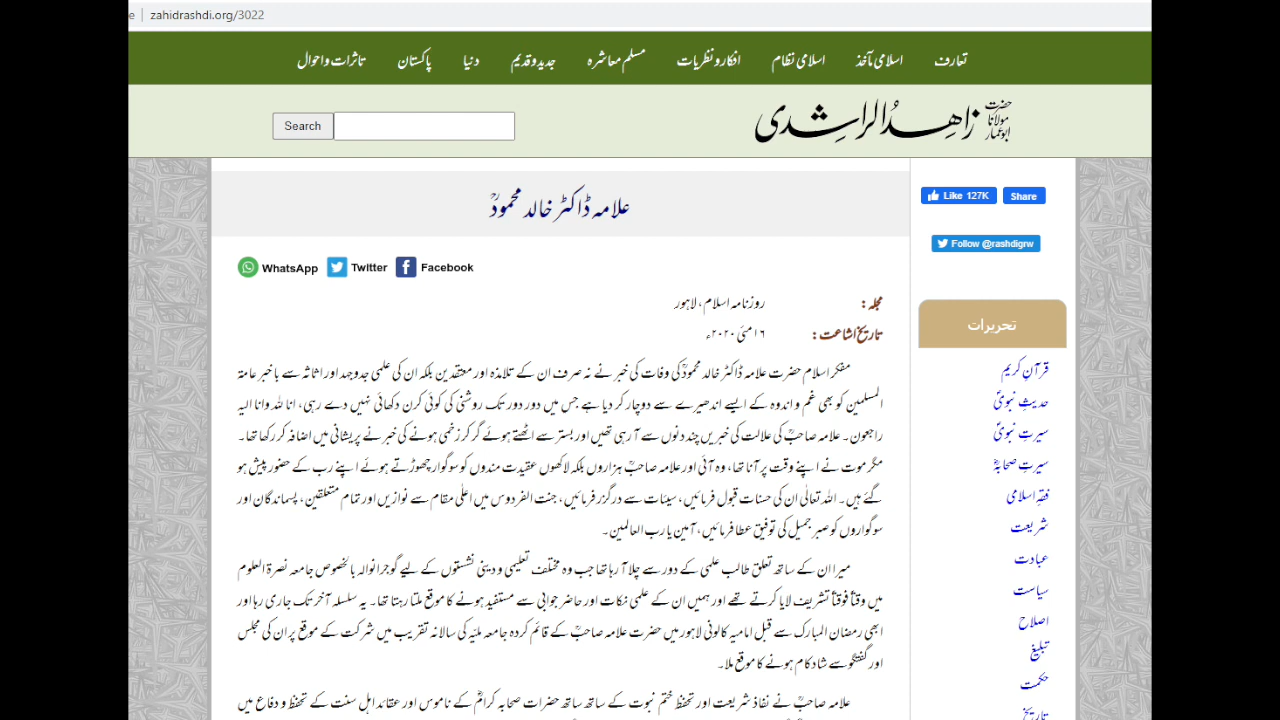 e | zahidrashdi.org/3022
تعارف اسلامی مآخذ اسلامی نظام افکار و نظریات مسلم معاشرہ جدید و قدیم دنیا پاکستان تاثرات و احوال
حضرت مولانا ابوعمار زاہد الراشدی
Search
علامہ ڈاکٹر خالد محمودؒ
Like 127K Share
Follow @rashdigrw
WhatsApp Twitter Facebook
مجلہ: روزنامہ اسلام، لاہور
تاریخ اشاعت: ۱۶ مئی ۲۰۲۰ء
مفکر اسلام حضرت علامہ ڈاکٹر خالد محمودؒ کی وفات کی خبر نے نہ صرف ان کے تلامذہ اور معتقدین بلکہ ان کی علمی جدوجہد اور اثاثہ سے باخبر عامۃ
المسلمین کو بھی غم و اندوہ کے ایسے اندھیرے سے دوچار کر دیا ہے جس میں دور دور تک روشنی کی کوئی کرن دکھائی نہیں دے رہی، انا للہ وانا الیہ
راجعون۔ علامہ صاحبؒ کی علالت کی خبریں چند دنوں سے آ رہی تھیں اور بستر سے اٹھتے ہوئے گر کر زخمی ہونے کی خبر نے پریشانی میں اضافہ کر رکھا تھا۔
مگر موت نے اپنے وقت پر آنا تھا، وہ آئی اور علامہ صاحبؒ ہزاروں بلکہ لاکھوں عقیدت مندوں کو سوگوار چھوڑتے ہوئے اپنے رب کے حضور پیش ہو
گئے ہیں۔ اللہ تعالٰی ان کی حسنات قبول فرمائیں، سیئات سے درگزر فرمائیں، جنت الفردوس میں اعلٰی مقام سے نوازیں اور تمام متعلقین، پسماندگان اور
سوگواروں کو صبر جمیل کی توفیق عطا فرمائیں، آمین یا رب العالمین۔
میرا ان کے ساتھ تعلق طالب علمی کے دور سے چلا آ رہا تھا جب وہ مختلف تعلیمی و دینی نشستوں کے لیے گوجرانوالہ بالخصوص جامعہ نصرۃ العلوم
میں وقتاً فوقتاً تشریف لایا کرتے تھے اور ہمیں ان کے علمی نکات اور حاضر جوابی سے مستفید ہونے کا موقع ملتا رہتا تھا۔ یہ سلسلہ آخر تک جاری رہا اور
ابھی رمضان المبارک سے قبل امامیہ کالونی لاہور میں حضرت علامہ صاحبؒ کے قائم کردہ جامعہ ملیہ کی سالانہ تقریب میں شرکت کے موقع پر ان کی مجلس
اور گفتگو سے شادکام ہونے کا موقع ملا۔
علامہ صاحبؒ نے نفاذ شریعت اور تحفظ ختم نبوت کے ساتھ ساتھ حضرات صحابہ کرامؓ کے ناموس اور عقائد اہل سنت کے تحفظ و دفاع میں
تحریرات
قرآنِ کریم
حدیثِ نبویؐ
سیرتِ نبویؐ
سیرتِ صحابہؓ
فقہ اسلامی
شریعت
عبادت
سیاست
اصلاح
تبلیغ
حکمت
تاریخ